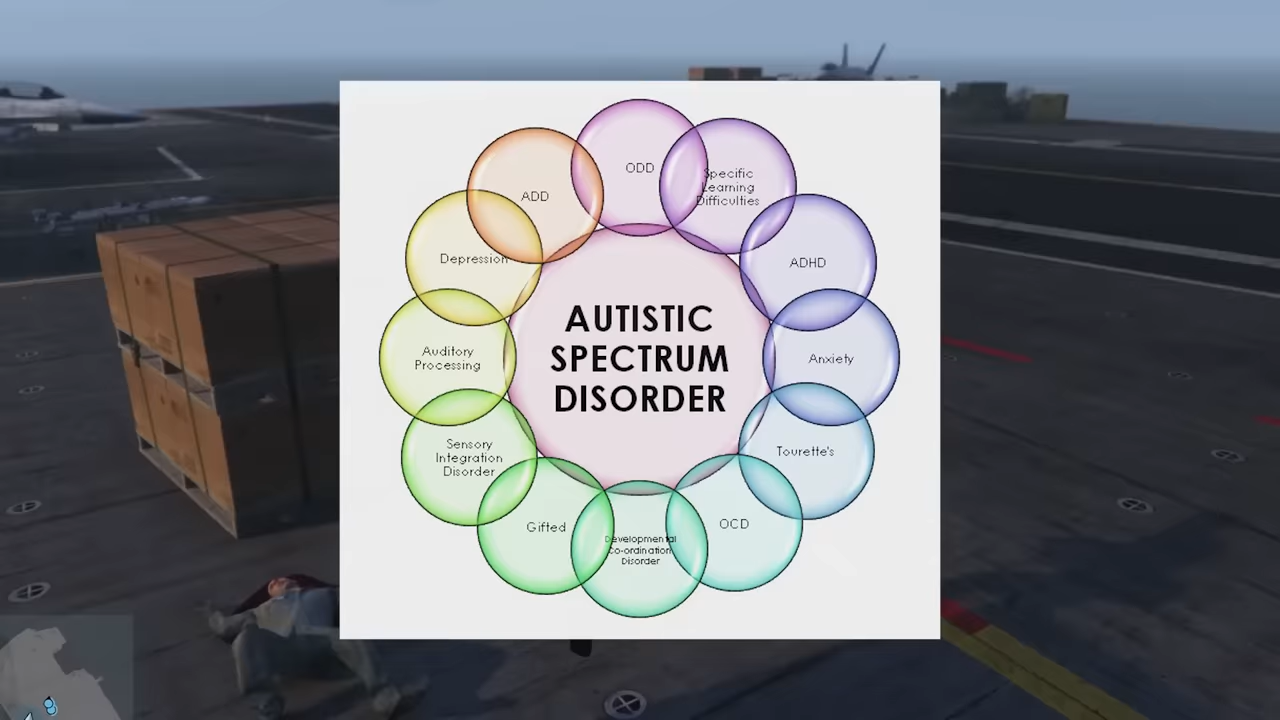 ODD
Specific
Learning
Difficulties
ADD
ADHD
Depression
AUTISTIC
SPECTRUM
DISORDER
Auditory
Processing
Anxiety
Sensory
Integration
Disorder
Tourette's
Gifted
OCD
Developmental
Co-ordination
Disorder